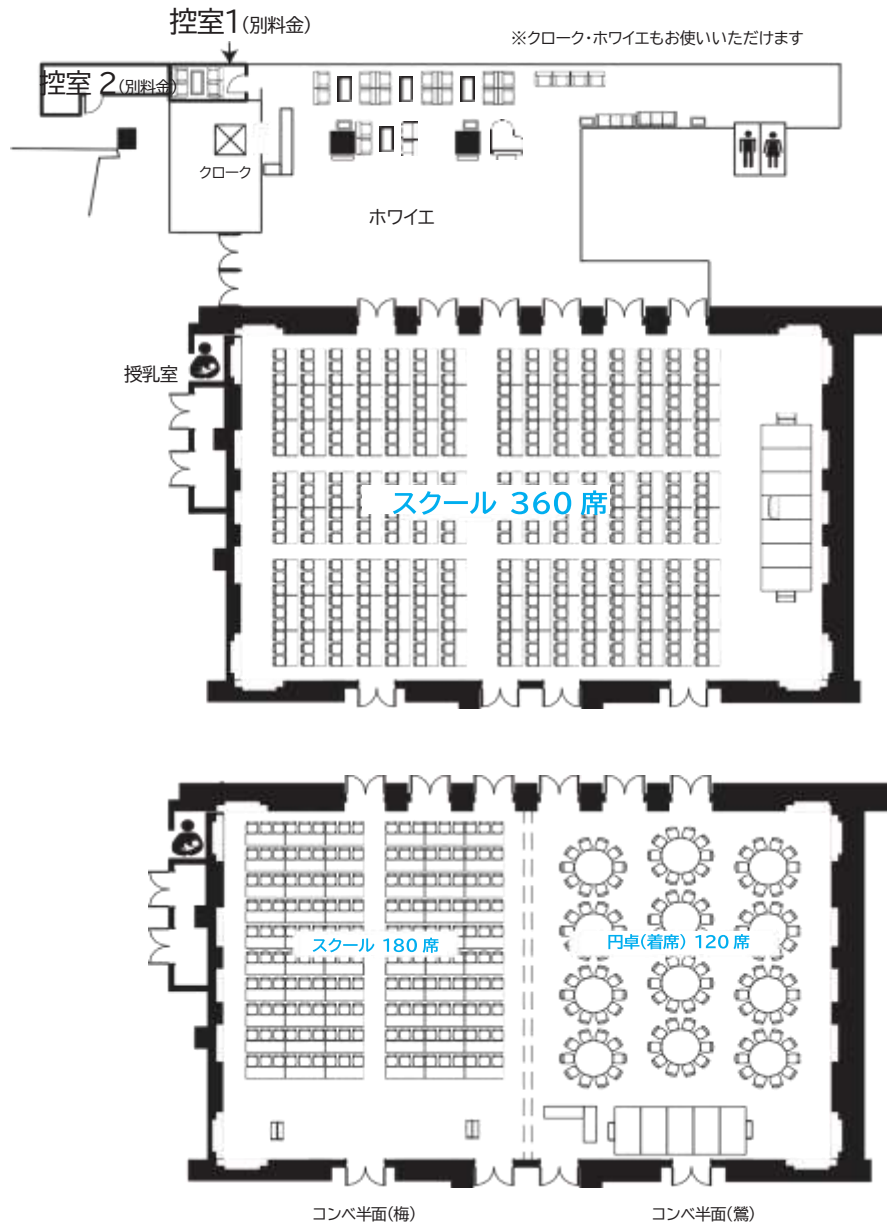 控室1(別料金)
※クローク・ホワイエもお使いいただけます
控室 2(別料金)
クローク
ホワイエ
授乳室
スクール 360 席
スクール 180 席
円卓(着席) 120 席
コンベ半面(梅)
コンベ半面(鶯)